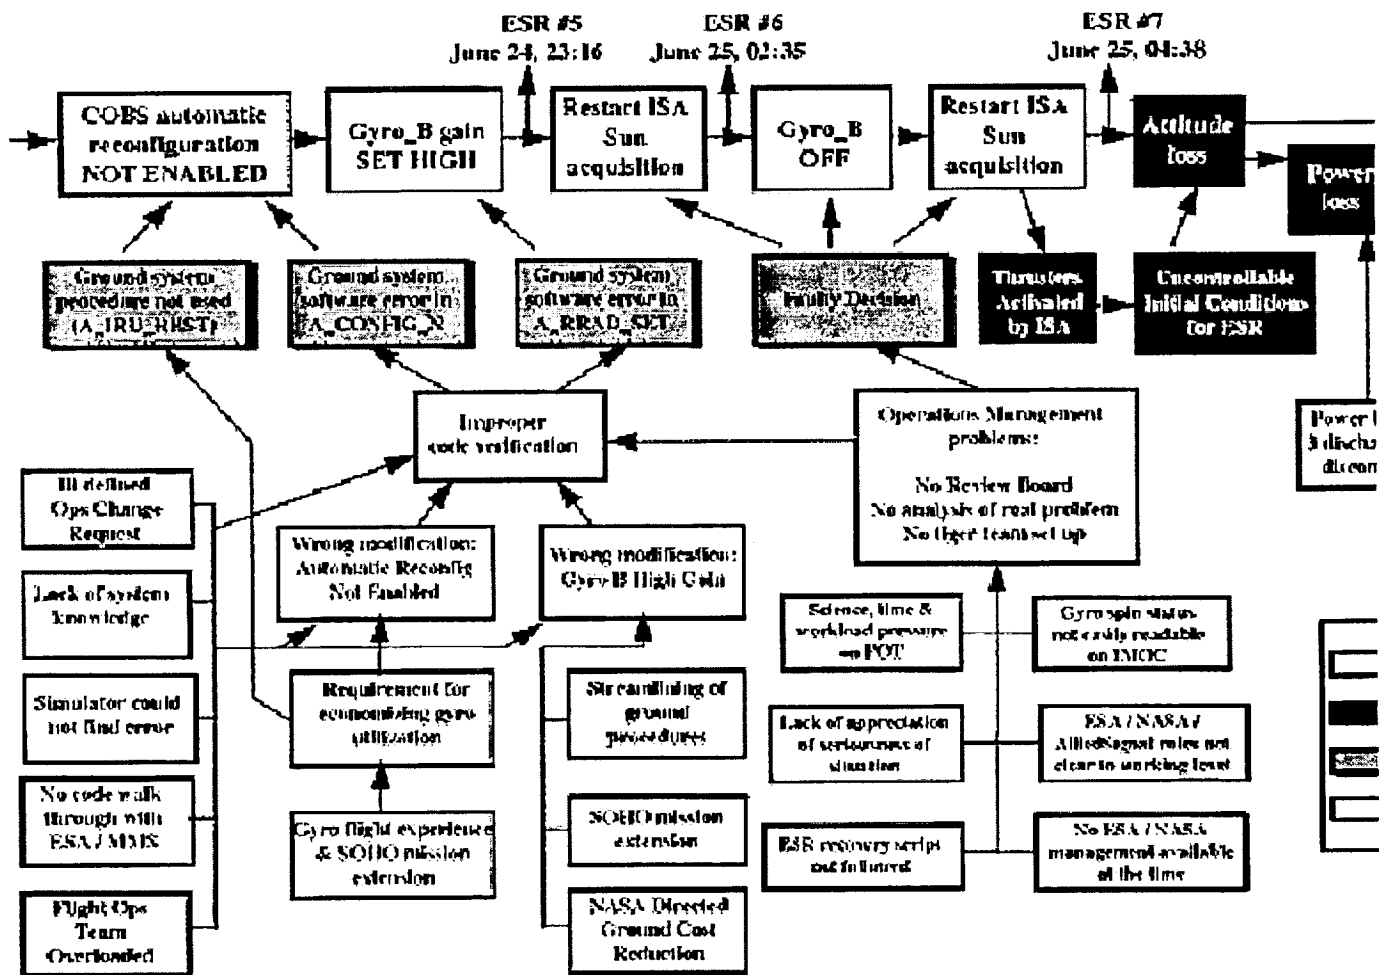 ESR #5
June 24, 23:16
ESR #6
June 25, 02:35
ESR #7
June 25, 04:38
COBS automatic
reconfiguration
NOT ENABLED
Gyro_B gain
SET HIGH
Restart ISA
Sun
acquisition
Gyro_B
OFF
Restart ISA
Sun
acquisition
Attitude
loss
Power
loss
Ground system
procedure not used
(A_IRU_REST)
Ground system
software error in
A_CONFIG_N
Ground system
software error in
A_RRAD_SET
Faulty Decision
Thrusters
Activated
by ISA
Uncontrollable
Initial Conditions
for ESR
Improper
code verification
Operations Management
problems:
No Review Board
No analysis of real problem
No tiger team set up
Power
3 discha
discon
Ill defined
Ops Change
Request
Wrong modification:
Automatic Reconfig
Not Enabled
Wrong modification:
Gyro B High Gain
Lack of system
knowledge
Science, time &
workload pressure
on FOT
Gyro spin status
not easily readable
on IMOC
Simulator could
not find error
Requirement for
economizing gyro
utilization
Streamlining of
ground
procedures
Lack of appreciation
of seriousness of
situation
ESA / NASA /
AlliedSignal roles not
clear to working level
No code walk
through with
ESA / MMS
Gyro flight experience
& SOHO mission
extension
SOHO mission
extension
ESR recovery script
not followed
No ESA / NASA
management available
at the time
Flight Ops
Team
Overloaded
NASA Directed
Ground Cost
Reduction